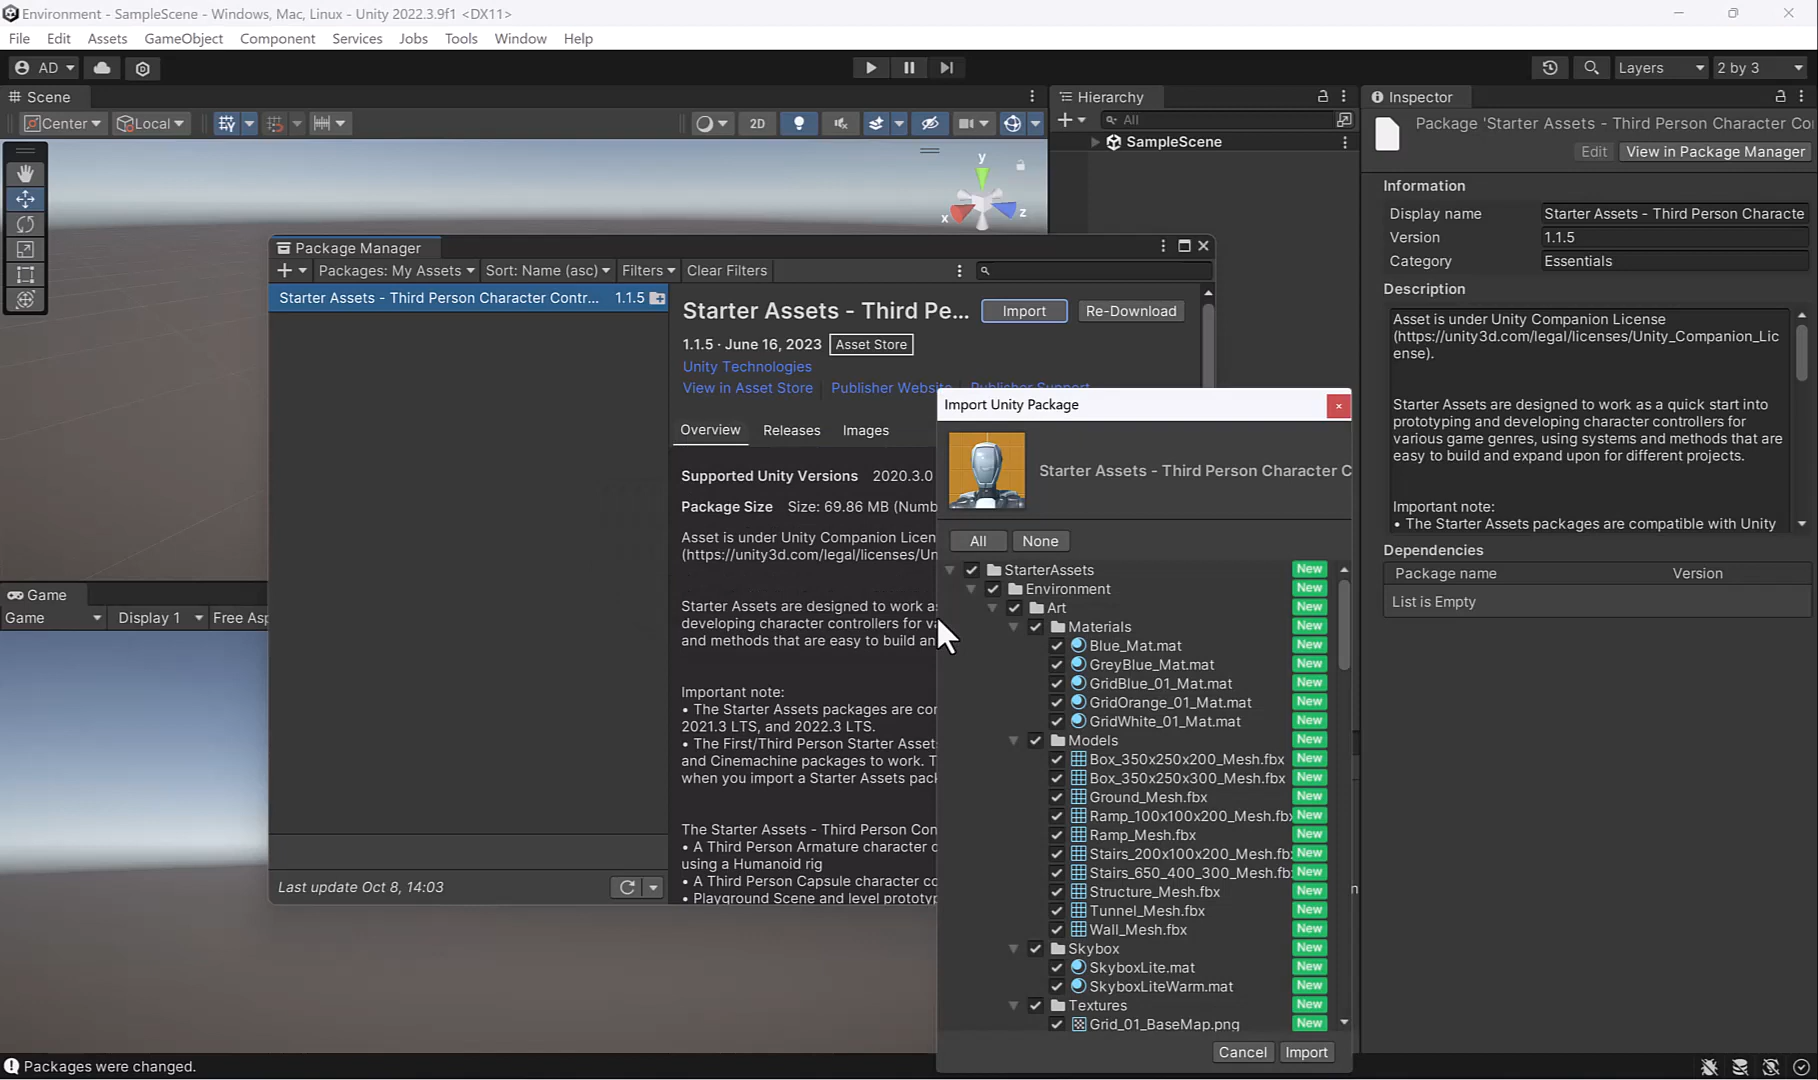 Environment - SampleScene - Windows, Mac, Linux - Unity 2022.3.9f1 <DX11>
File Edit Assets GameObject Component Services Jobs Tools Window Help
AD Layers 2 by 3
Scene
Center Local 2D
y
x
z
Hierarchy
All
SampleScene
Inspector
Package 'Starter Assets - Third Person Character Co
Edit View in Package Manager
Information
Display name Starter Assets - Third Person Characte
Version 1.1.5
Category Essentials
Description
Asset is under Unity Companion License
(https://unity3d.com/legal/licenses/Unity_Companion_Lic
ense).
Starter Assets are designed to work as a quick start into
prototyping and developing character controllers for
various game genres, using systems and methods that are
easy to build and expand upon for different projects.
Important note:
• The Starter Assets packages are compatible with Unity
Dependencies
Package name Version
List is Empty
Package Manager
Packages: My Assets Sort: Name (asc) Filters Clear Filters
Starter Assets - Third Person Character Contr... 1.1.5
Starter Assets - Third Pe... Import Re-Download
1.1.5 · June 16, 2023 Asset Store
Unity Technologies
View in Asset Store Publisher Website Publisher Support
Overview Releases Images
Supported Unity Versions 2020.3.0
Package Size Size: 69.86 MB (Numb
Asset is under Unity Companion Licen
(https://unity3d.com/legal/licenses/Un
Starter Assets are designed to work as
developing character controllers for va
and methods that are easy to build an
Important note:
• The Starter Assets packages are con
2021.3 LTS, and 2022.3 LTS.
• The First/Third Person Starter Asset
and Cinemachine packages to work. T
when you import a Starter Assets pack
The Starter Assets - Third Person Con
• A Third Person Armature character c
using a Humanoid rig
• A Third Person Capsule character co
• Playground Scene and level prototyp
Last update Oct 8, 14:03
Import Unity Package
Starter Assets - Third Person Character C
All None
StarterAssets New
Environment New
Art New
Materials New
Blue_Mat.mat New
GreyBlue_Mat.mat New
GridBlue_01_Mat.mat New
GridOrange_01_Mat.mat New
GridWhite_01_Mat.mat New
Models New
Box_350x250x200_Mesh.fbx New
Box_350x250x300_Mesh.fbx New
Ground_Mesh.fbx New
Ramp_100x100x200_Mesh.fbx New
Ramp_Mesh.fbx New
Stairs_200x100x200_Mesh.fb New
Stairs_650_400_300_Mesh.fb New
Structure_Mesh.fbx New
Tunnel_Mesh.fbx New
Wall_Mesh.fbx New
Skybox New
SkyboxLite.mat New
SkyboxLiteWarm.mat New
Textures New
Grid_01_BaseMap.png New
Cancel Import
Game
Game Display 1 Free Asp
Packages were changed.